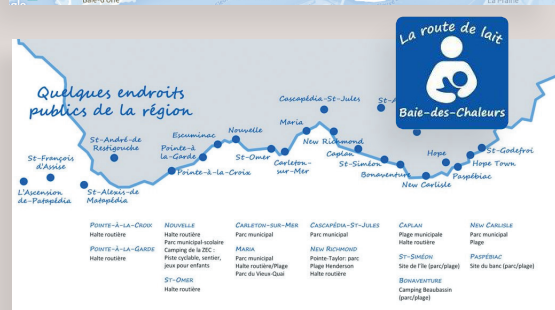 Baie-d'Une
La Prairie
La route de lait
Baie-des-Chaleurs
Quelques endroits
publics de la région
Cascapédia-St-Jules
St-A
Maria
Nouvelle
Escuminac
St-André-de
Restigouche
Pointe-à
la-Garde
New Richmond
Caplan
St-Godefroi
Hope
Hope Town
St-François
d'Assise
St-Omer
Carleton-
sur-Mer
St-Siméon
Bonaventure
Paspébiac
Pointe-à-la-Croix
New Carlisle
L'Ascension
de-Patapédia
St-Alexis-de
Matapédia
POINTE-À-LA-CROIX
Halte routière
POINTE-À-LA-GARDE
Halte routière
NOUVELLE
Halte routière
Parc municipal-scolaire
Camping de la ZEC :
Piste cyclable, sentier,
jeux pour enfants
ST-OMER
Halte routière
CARLETON-SUR-MER
Parc municipal
MARIA
Parc municipal
Halte routière/Plage
Parc du Vieux-Quai
CASCAPÉDIA-ST-JULES
Parc municipal
NEW RICHMOND
Pointe-Taylor: parc
Plage Henderson
Halte routière
CAPLAN
Plage municipale
Halte routière
ST-SIMÉON
Site de l'île (parc/plage)
BONAVENTURE
Camping Beaubassin
(parc/plage)
NEW CARLISLE
Parc municipal
Plage
PASPÉBIAC
Site du banc (parc/plage)